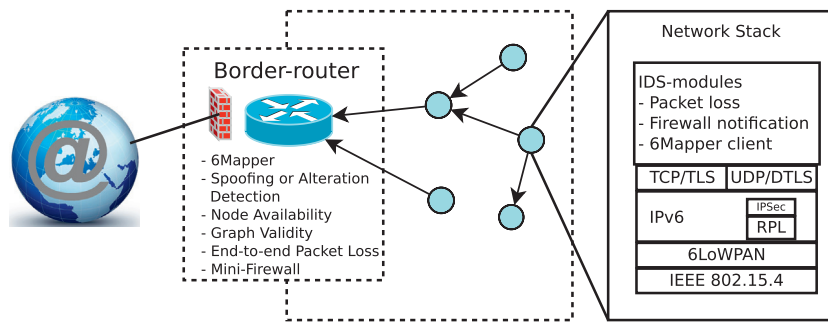 Border-router
- 6Mapper
- Spoofing or Alteration
Detection
- Node Availability
- Graph Validity
- End-to-end Packet Loss
- Mini-Firewall
@
Network Stack
IDS-modules
- Packet loss
- Firewall notification
- 6Mapper client
TCP/TLS UDP/DTLS
IPv6
IPSec
RPL
6LoWPAN
IEEE 802.15.4